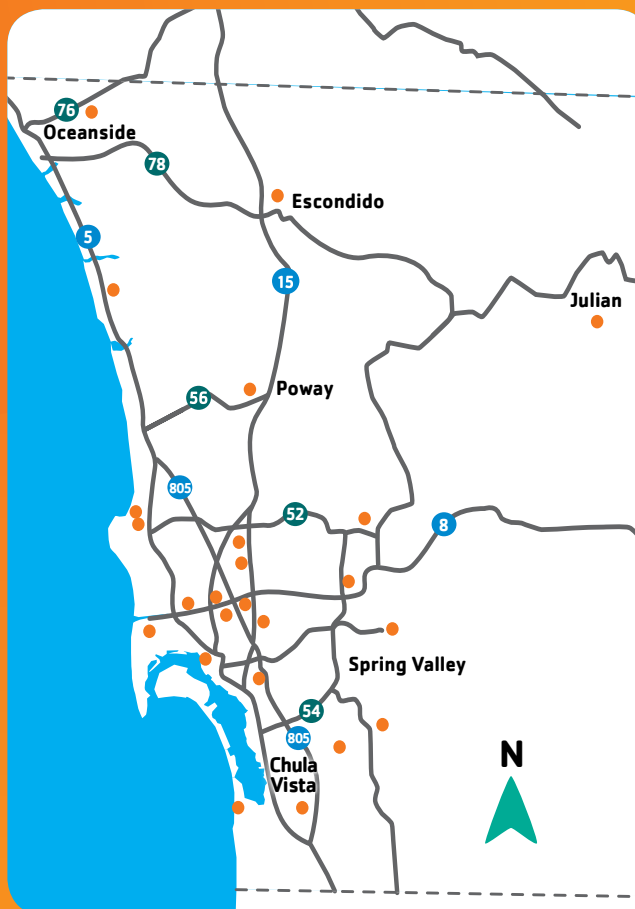 76
Oceanside
78
Escondido
5
15
Julian
Poway
56
805
52
8
Spring Valley
54
805
Chula
Vista
N